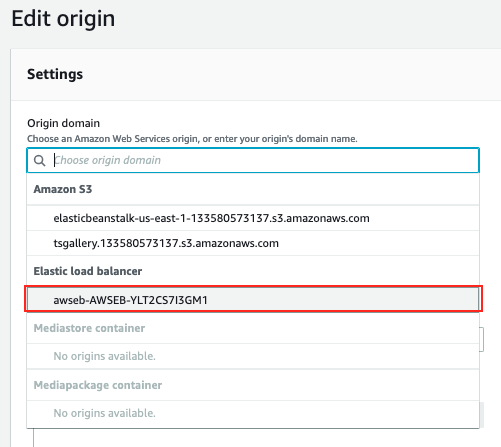 Edit origin
Settings
Origin domain
Choose an Amazon Web Services origin, or enter your origin's domain name.
Choose origin domain
Amazon S3
elasticbeanstalk-us-east-1-133580573137.s3.amazonaws.com
tsgallery.133580573137.s3.amazonaws.com
Elastic load balancer
awseb-AWSEB-YLT2CS7I3GM1
Mediastore container
No origins available.
Mediapackage container
No origins available.